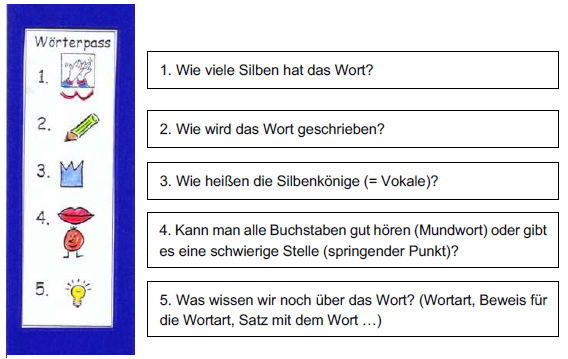 Wörterpass
1.
2.
3.
4.
5.
1. Wie viele Silben hat das Wort?
2. Wie wird das Wort geschrieben?
3. Wie heißen die Silbenkönige (= Vokale)?
4. Kann man alle Buchstaben gut hören (Mundwort) oder gibt
es eine schwierige Stelle (springender Punkt)?
5. Was wissen wir noch über das Wort? (Wortart, Beweis für
die Wortart, Satz mit dem Wort …)